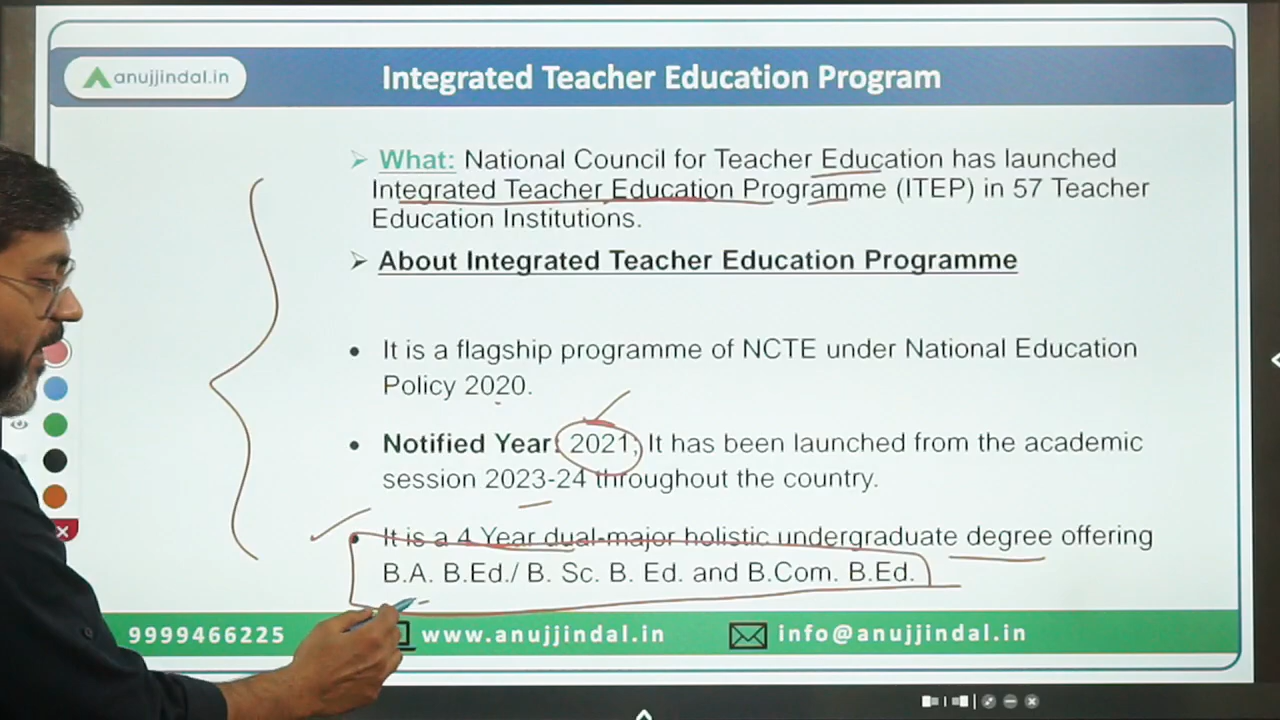 anujjindal.in
Integrated Teacher Education Program
➢ What: National Council for Teacher Education has launched
Integrated Teacher Education Programme (ITEP) in 57 Teacher
Education Institutions.
➢ About Integrated Teacher Education Programme
• It is a flagship programme of NCTE under National Education
Policy 2020.
• Notified Year: 2021; It has been launched from the academic
session 2023-24 throughout the country.
• It is a 4 Year dual-major holistic undergraduate degree offering
B.A. B.Ed./ B. Sc. B. Ed. and B.Com. B.Ed.
9999466225
www.anujjindal.in
info@anujjindal.in